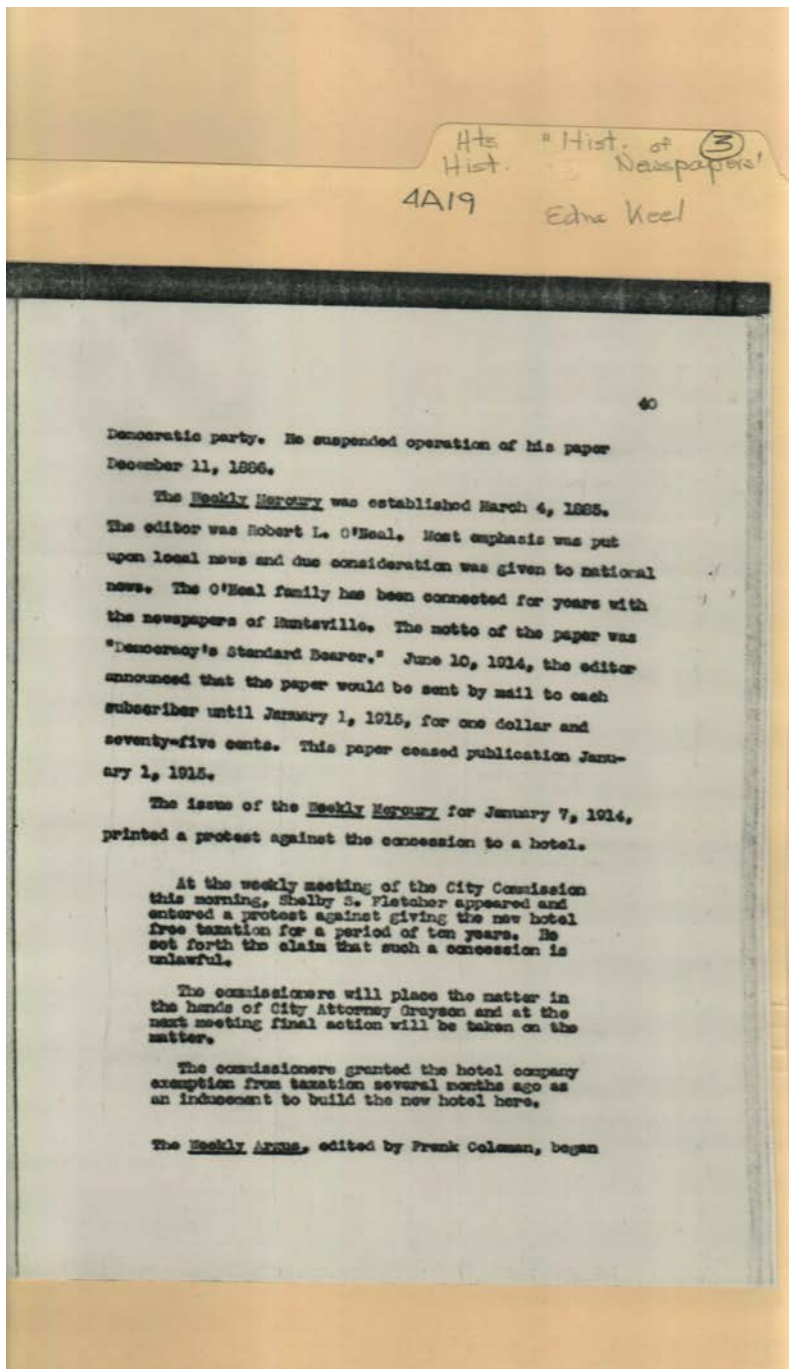 Hts "Hist. of ③
Hist. Newspapers"
4A19 Edna Keel
40
Democratic party. He suspended operation of his paper
December 11, 1886.
The Weekly Mercury was established March 4, 1885.
The editor was Robert L. O'Neal. Most emphasis was put
upon local news and due consideration was given to national
news. The O'Neal family has been connected for years with
the newspapers of Huntsville. The motto of the paper was
"Democracy's Standard Bearer." June 10, 1914, the editor
announced that the paper would be sent by mail to each
subscriber until January 1, 1915, for one dollar and
seventy-five cents. This paper ceased publication Janu-
ary 1, 1915.
The issue of the Weekly Mercury for January 7, 1914,
printed a protest against the concession to a hotel.
At the weekly meeting of the City Commission
this morning, Shelby S. Fletcher appeared and
entered a protest against giving the new hotel
free taxation for a period of ten years. He
set forth the claim that such a concession is
unlawful.
The commissioners will place the matter in
the hands of City Attorney Grayson and at the
next meeting final action will be taken on the
matter.
The commissioners granted the hotel company
exemption from taxation several months ago as
an inducement to build the new hotel here.
The Weekly Argus, edited by Frank Coleman, began